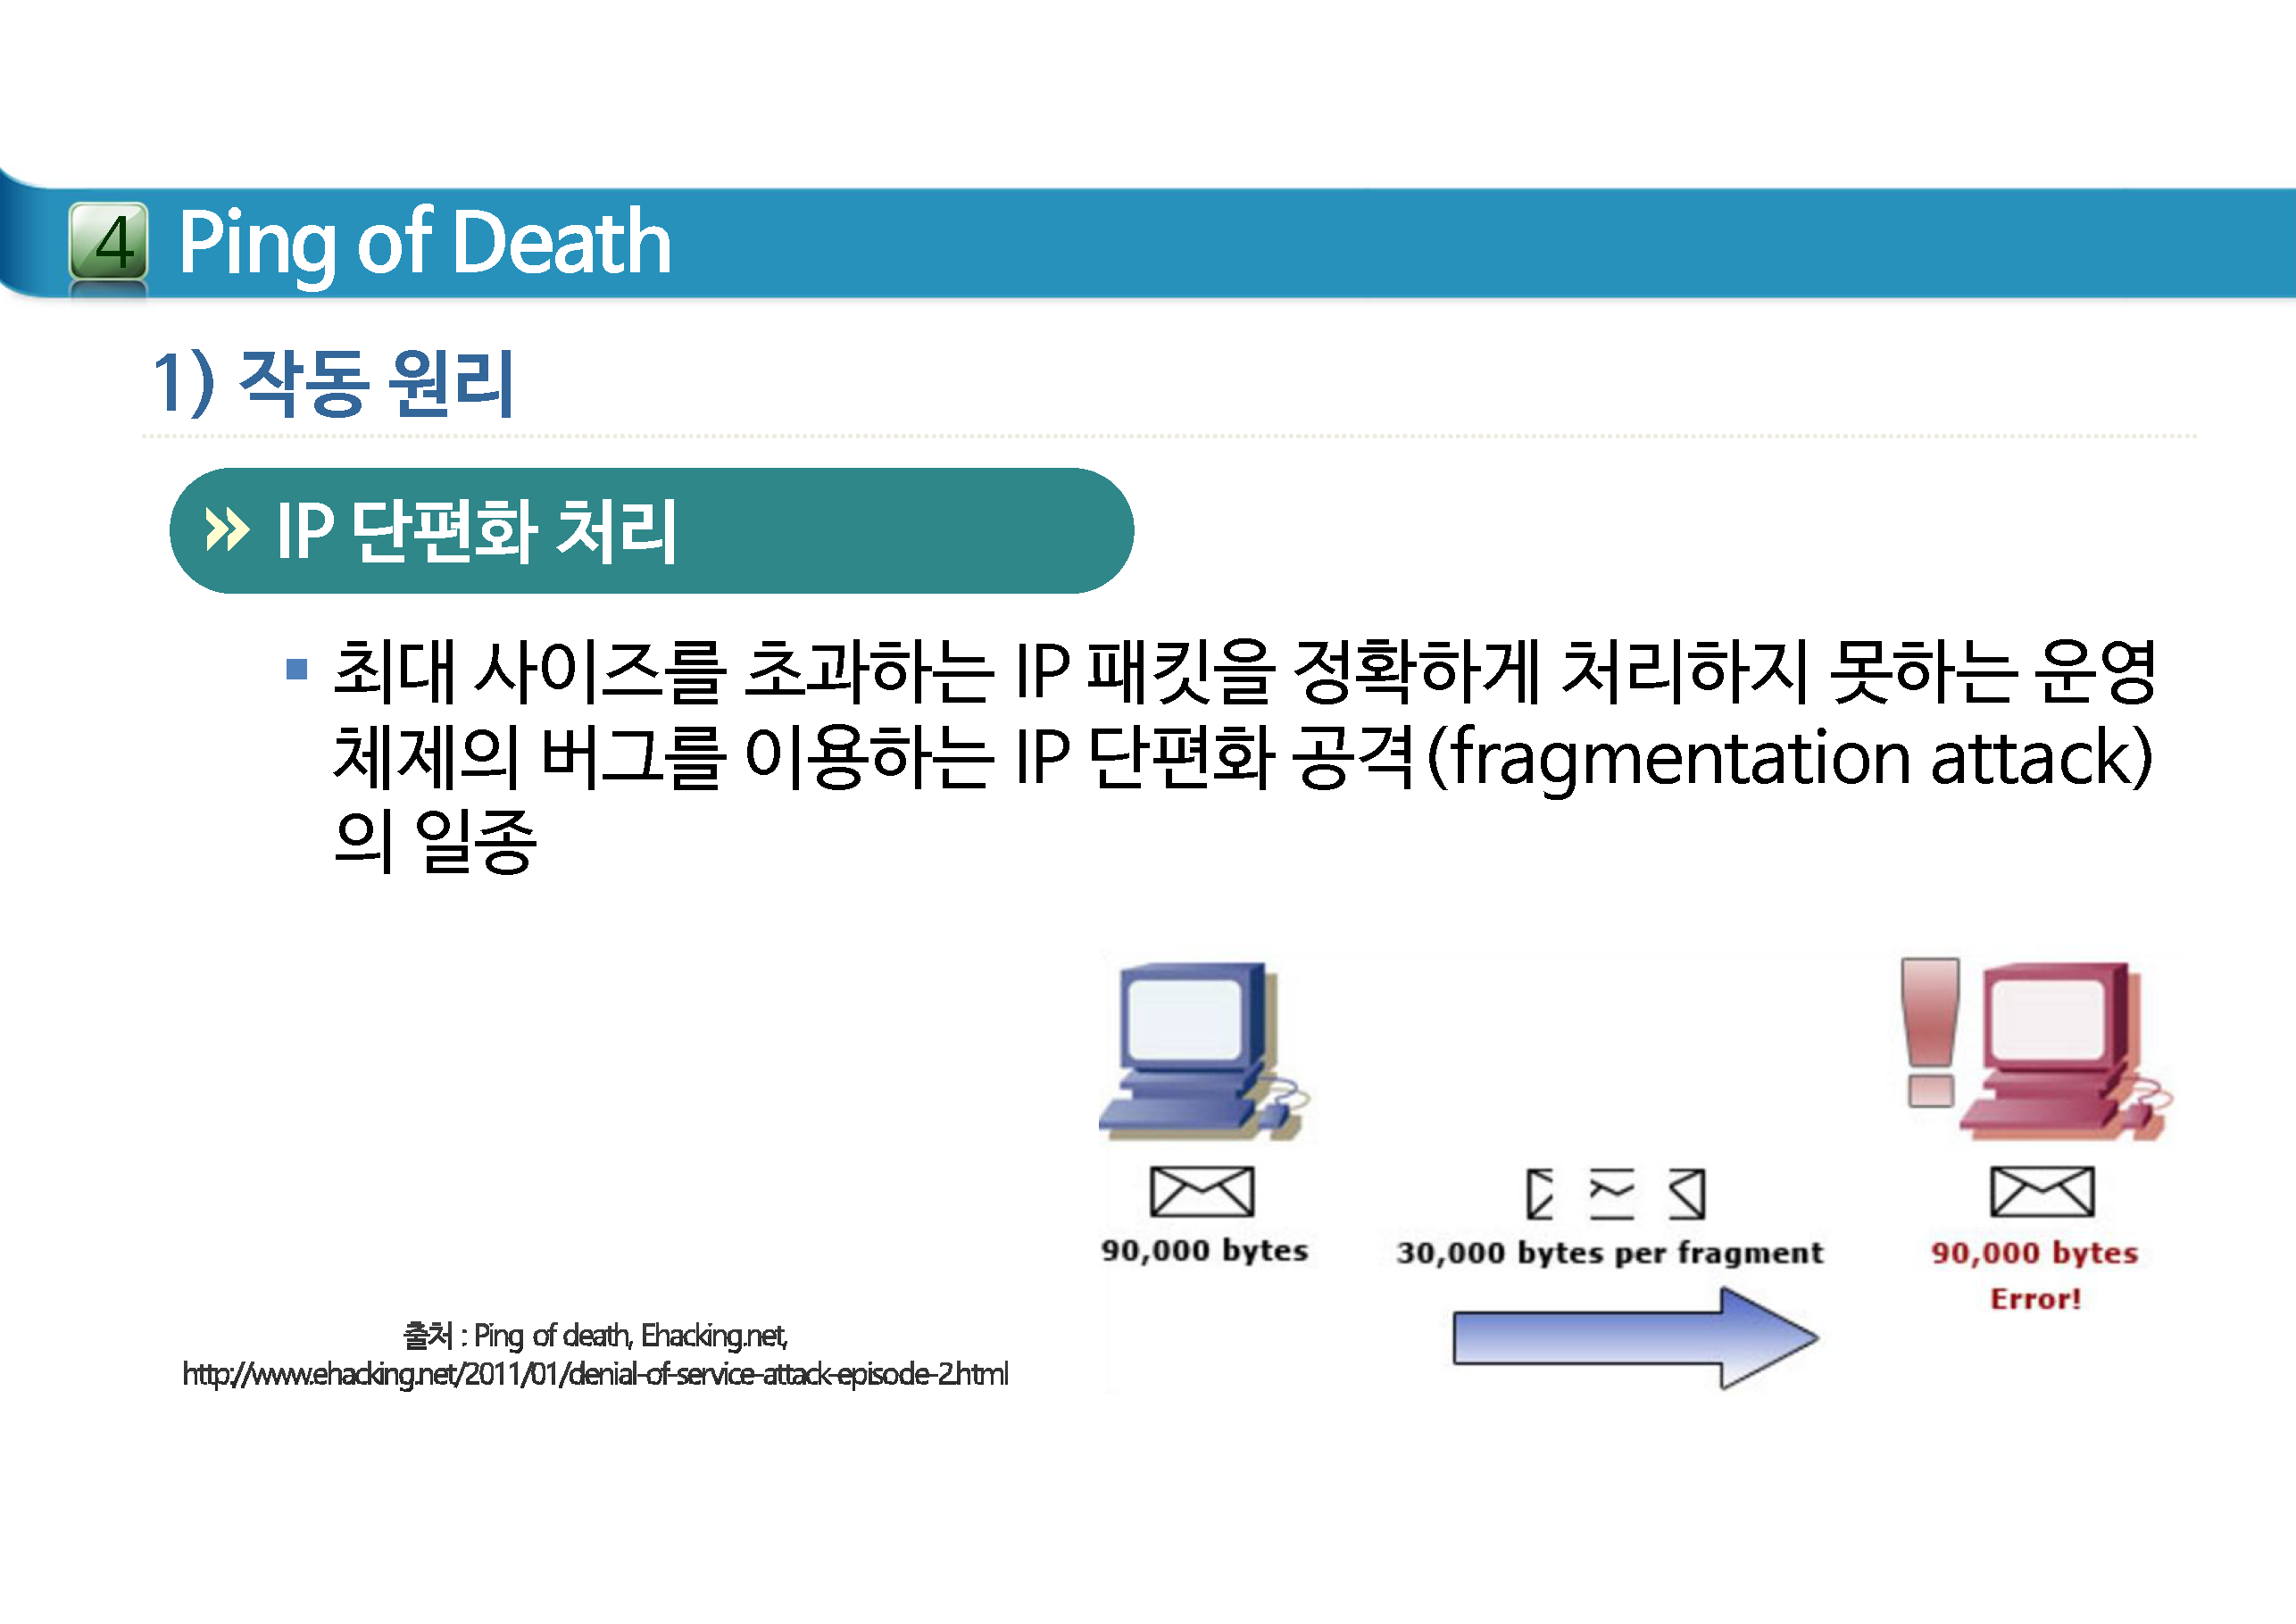 4 Ping of Death
1) 작동 원리
IP 단편화 처리
최대 사이즈를 초과하는 IP 패킷을 정확하게 처리하지 못하는 운영
체제의 버그를 이용하는 IP 단편화 공격(fragmentation attack)
의 일종
90,000 bytes
30,000 bytes per fragment
90,000 bytes
Error!
출처 : Ping of death, Ehacking.net,
http://www.ehacking.net/2011/01/denial-of-service-attack-episode-2.html